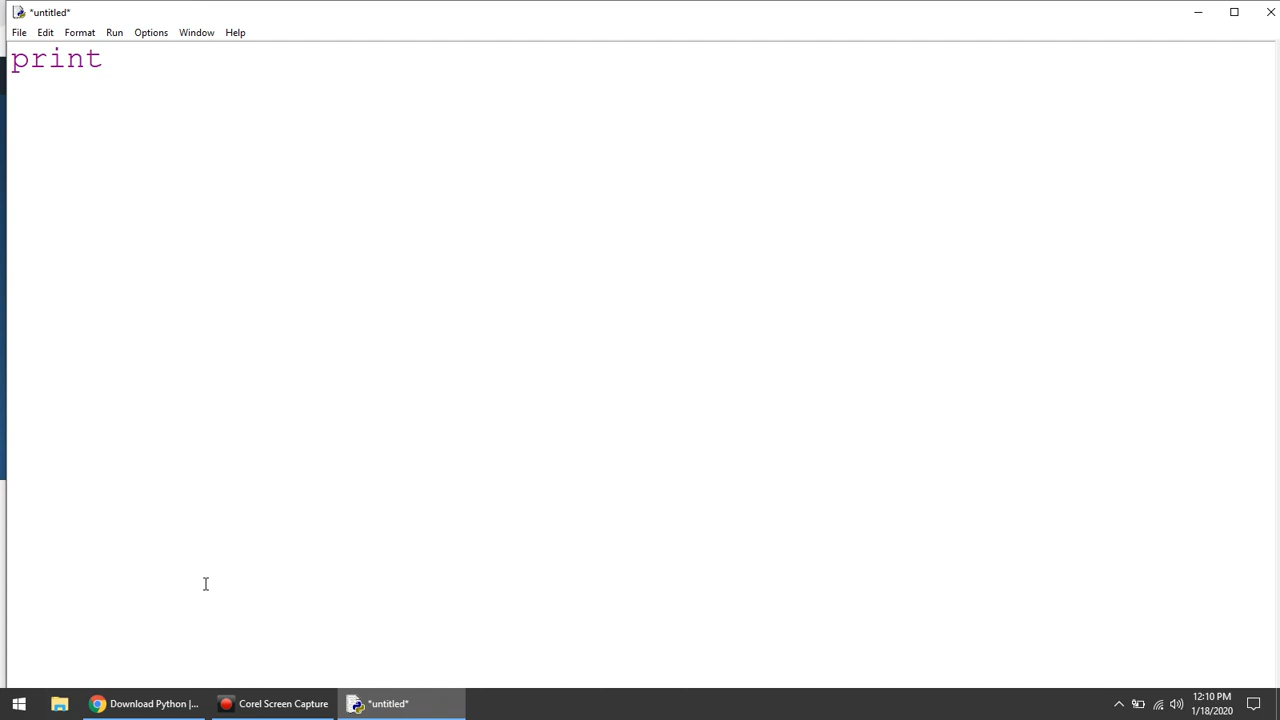 *untitled*
File Edit Format Run Options Window Help
print
Download Python |... Corel Screen Capture *untitled* 12:10 PM
1/18/2020